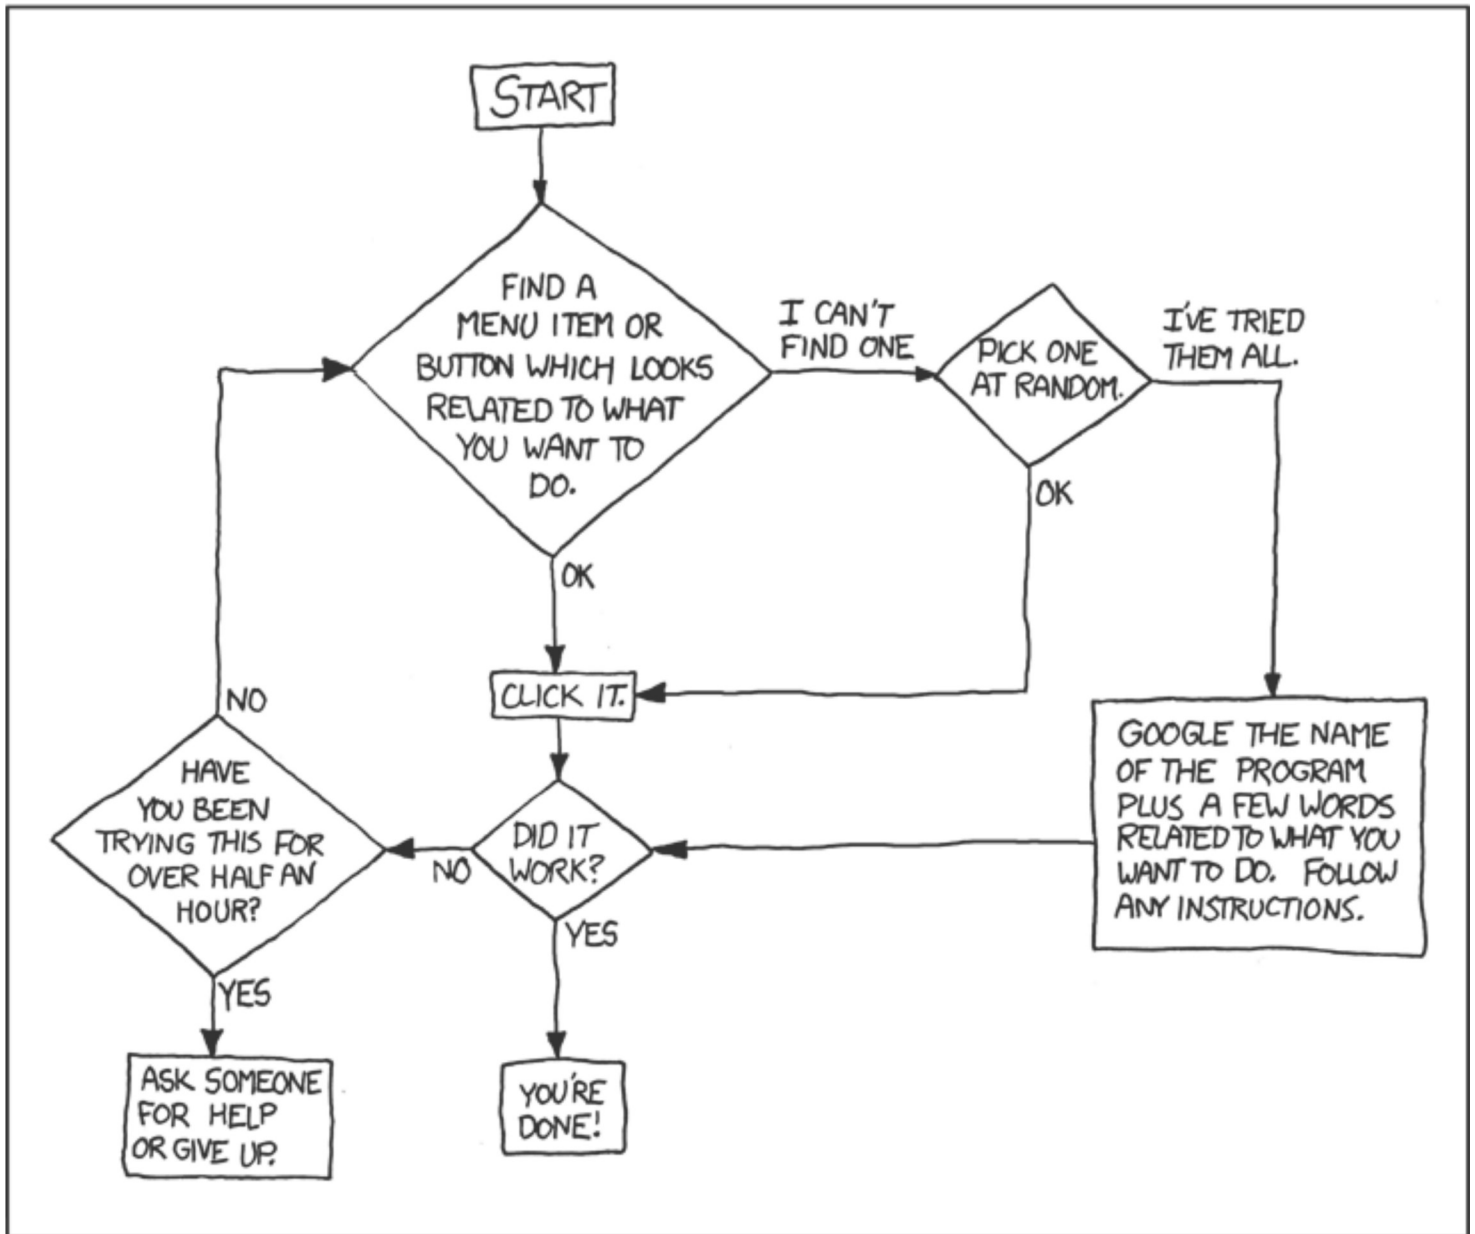 START
FIND A
MENU ITEM OR
BUTTON WHICH LOOKS
RELATED TO WHAT
YOU WANT TO
DO.
I CAN'T
FIND ONE
PICK ONE
AT RANDOM.
I'VE TRIED
THEM ALL.
OK
OK
CLICK IT.
NO
HAVE
YOU BEEN
TRYING THIS FOR
OVER HALF AN
HOUR?
DID IT
WORK?
NO
GOOGLE THE NAME
OF THE PROGRAM
PLUS A FEW WORDS
RELATED TO WHAT YOU
WANT TO DO. FOLLOW
ANY INSTRUCTIONS.
YES
YES
ASK SOMEONE
FOR HELP
OR GIVE UP.
YOU'RE
DONE!